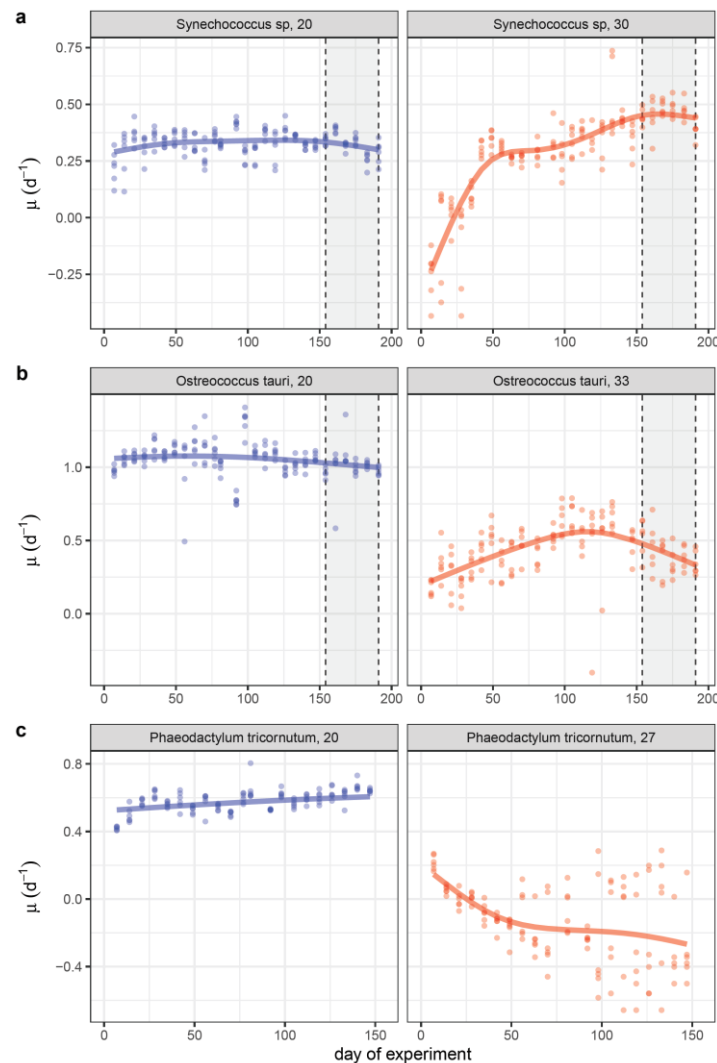 a
Synechococcus sp, 20
Synechococcus sp, 30
0.75
0.50
0.25
0.00
−0.25
μ (d⁻¹)
0 50 100 150 200
0 50 100 150 200
b
Ostreococcus tauri, 20
Ostreococcus tauri, 33
1.0
0.5
0.0
μ (d⁻¹)
0 50 100 150 200
0 50 100 150 200
c
Phaeodactylum tricornutum, 20
Phaeodactylum tricornutum, 27
0.8
0.4
0.0
−0.4
μ (d⁻¹)
0 50 100 150
0 50 100 150
day of experiment